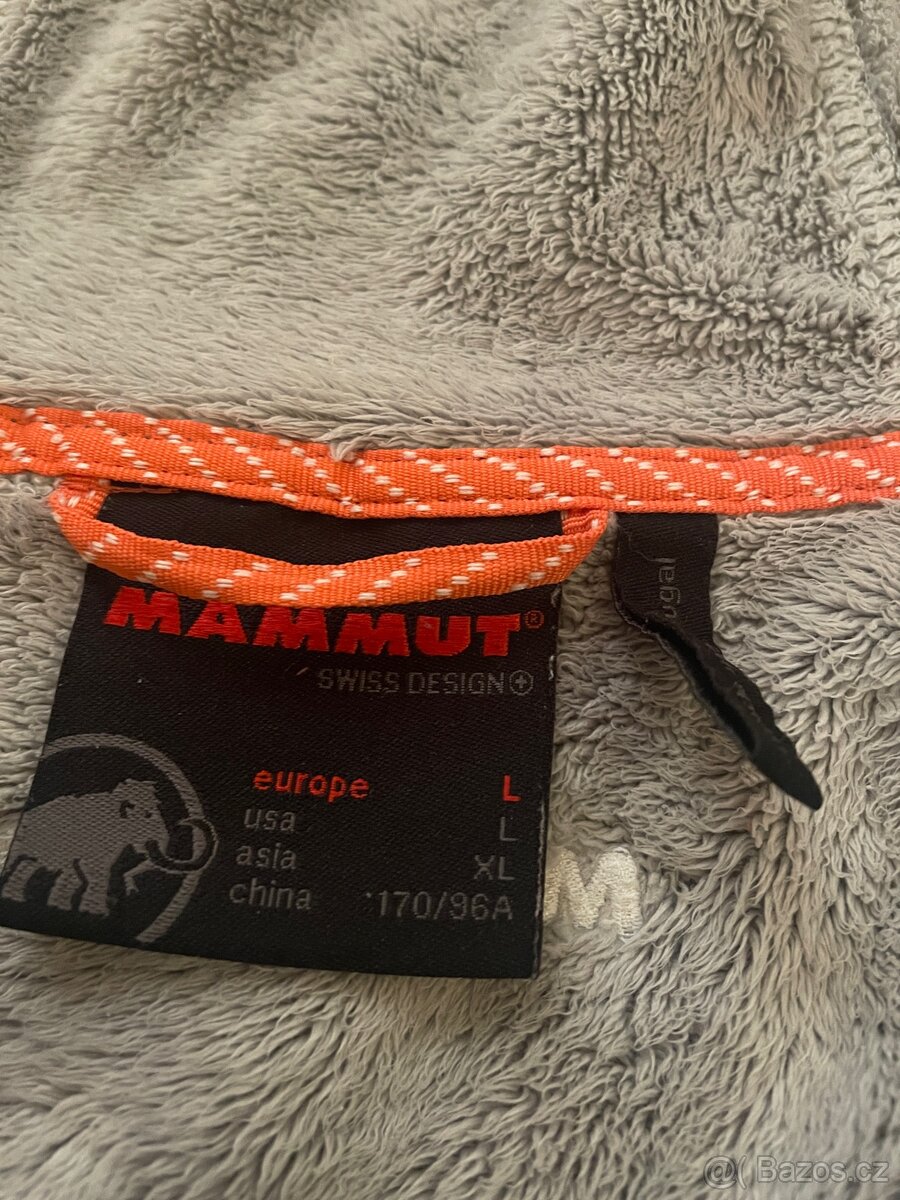 MAMMUT®
SWISS DESIGN
europe L
usa L
asia XL
china 170/96A
M
@( Bazos.cz